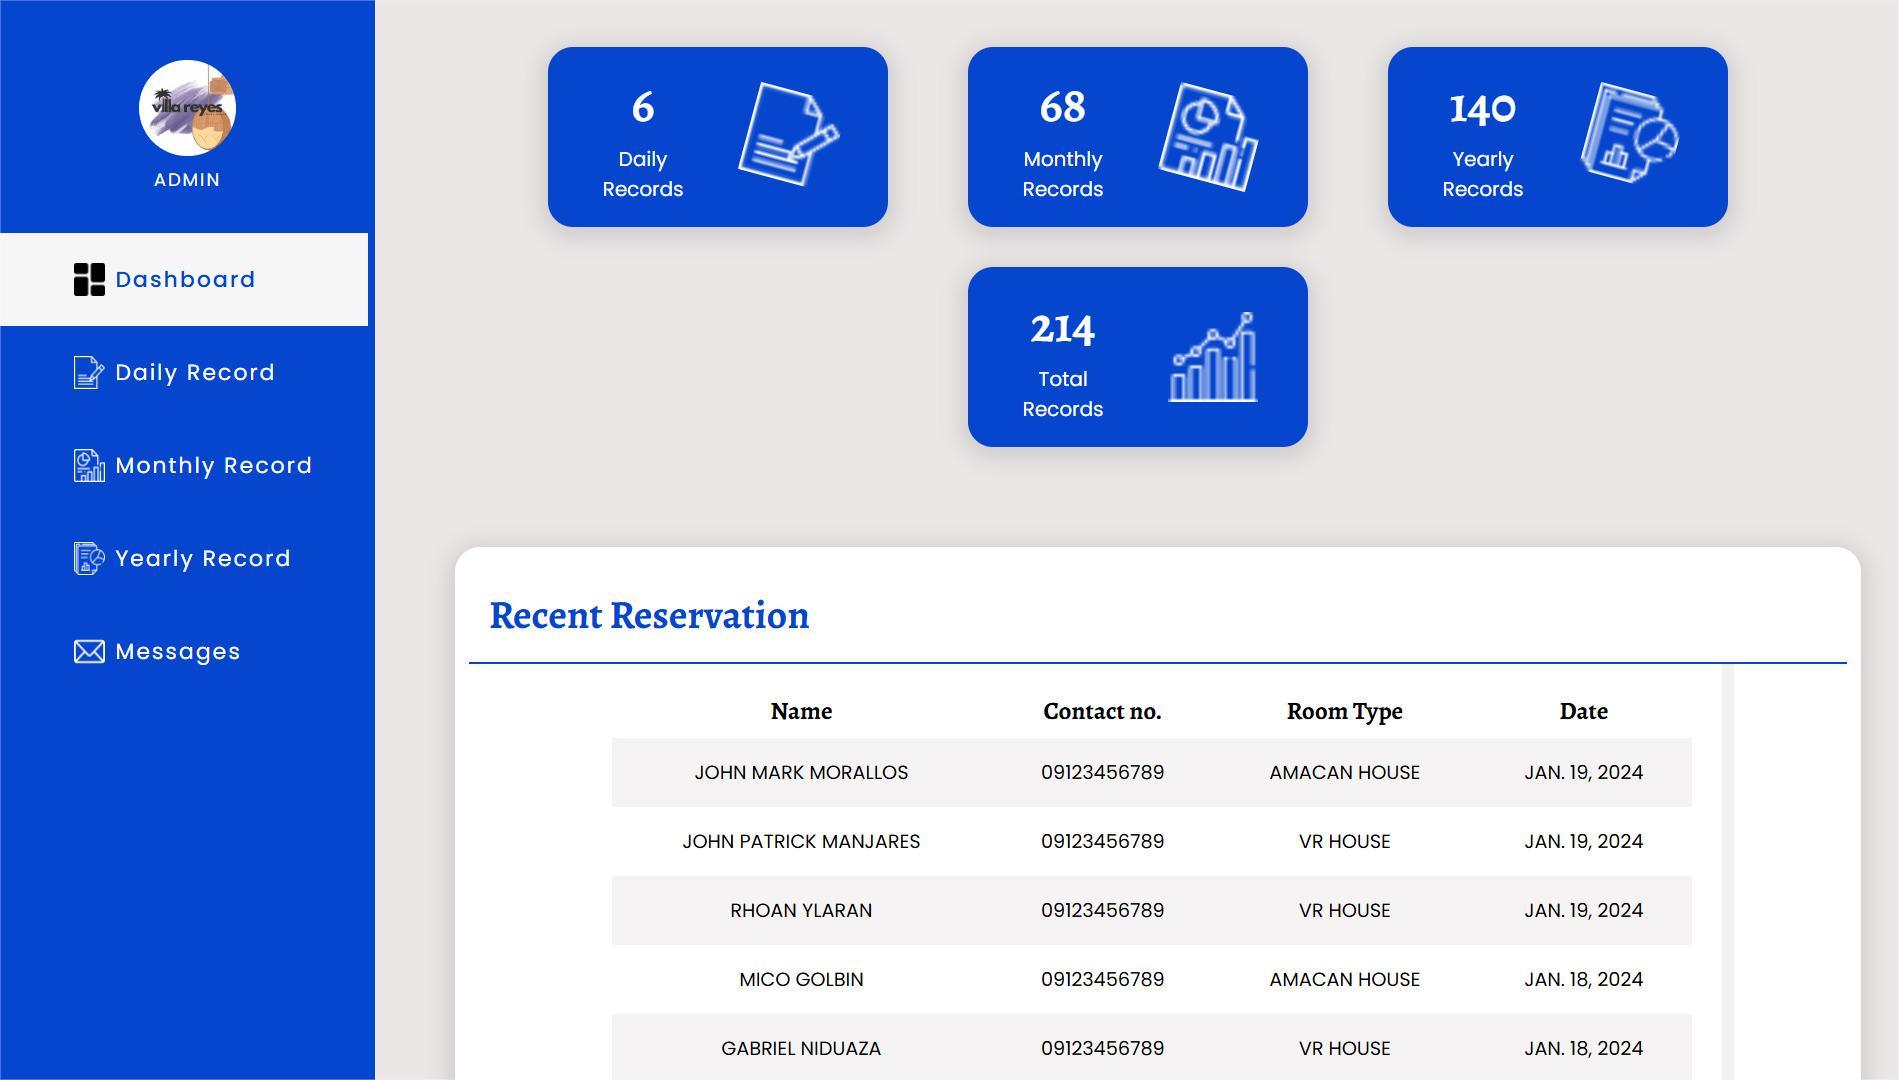 villa reyes
ADMIN
Dashboard
Daily Record
Monthly Record
Yearly Record
Messages
6
Daily
Records
68
Monthly
Records
140
Yearly
Records
214
Total
Records
Recent Reservation
Name Contact no. Room Type Date
JOHN MARK MORALLOS 09123456789 AMACAN HOUSE JAN. 19, 2024
JOHN PATRICK MANJARES 09123456789 VR HOUSE JAN. 19, 2024
RHOAN YLARAN 09123456789 VR HOUSE JAN. 19, 2024
MICO GOLBIN 09123456789 AMACAN HOUSE JAN. 18, 2024
GABRIEL NIDUAZA 09123456789 VR HOUSE JAN. 18, 2024